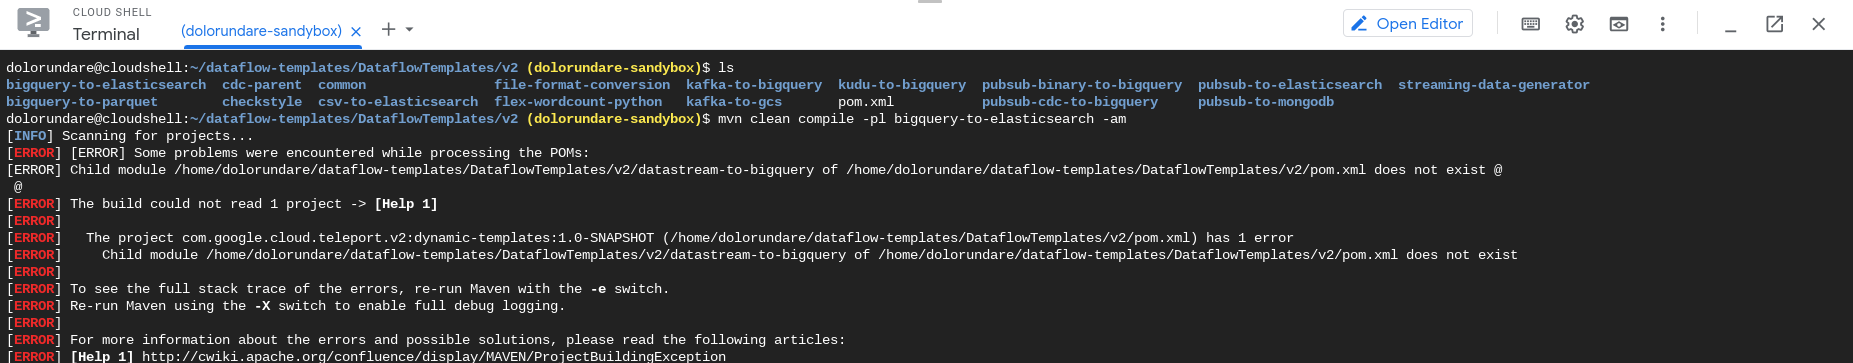 CLOUD SHELL
Terminal
(dolorundare-sandybox)
Open Editor
dolorundare@cloudshell:~/dataflow-templates/DataflowTemplates/v2 (dolorundare-sandybox)$ ls
bigquery-to-elasticsearch cdc-parent common file-format-conversion kafka-to-bigquery kudu-to-bigquery pubsub-binary-to-bigquery pubsub-to-elasticsearch streaming-data-generator
bigquery-to-parquet checkstyle csv-to-elasticsearch flex-wordcount-python kafka-to-gcs pom.xml pubsub-cdc-to-bigquery pubsub-to-mongodb
dolorundare@cloudshell:~/dataflow-templates/DataflowTemplates/v2 (dolorundare-sandybox)$ mvn clean compile -pl bigquery-to-elasticsearch -am
[INFO] Scanning for projects...
[ERROR] [ERROR] Some problems were encountered while processing the POMs:
[ERROR] Child module /home/dolorundare/dataflow-templates/DataflowTemplates/v2/datastream-to-bigquery of /home/dolorundare/dataflow-templates/DataflowTemplates/v2/pom.xml does not exist @
@
[ERROR] The build could not read 1 project -> [Help 1]
[ERROR]
[ERROR] The project com.google.cloud.teleport.v2:dynamic-templates:1.0-SNAPSHOT (/home/dolorundare/dataflow-templates/DataflowTemplates/v2/pom.xml) has 1 error
[ERROR] Child module /home/dolorundare/dataflow-templates/DataflowTemplates/v2/datastream-to-bigquery of /home/dolorundare/dataflow-templates/DataflowTemplates/v2/pom.xml does not exist
[ERROR]
[ERROR] To see the full stack trace of the errors, re-run Maven with the -e switch.
[ERROR] Re-run Maven using the -X switch to enable full debug logging.
[ERROR]
[ERROR] For more information about the errors and possible solutions, please read the following articles:
[ERROR] [Help 1] http://cwiki.apache.org/confluence/display/MAVEN/ProjectBuildingException